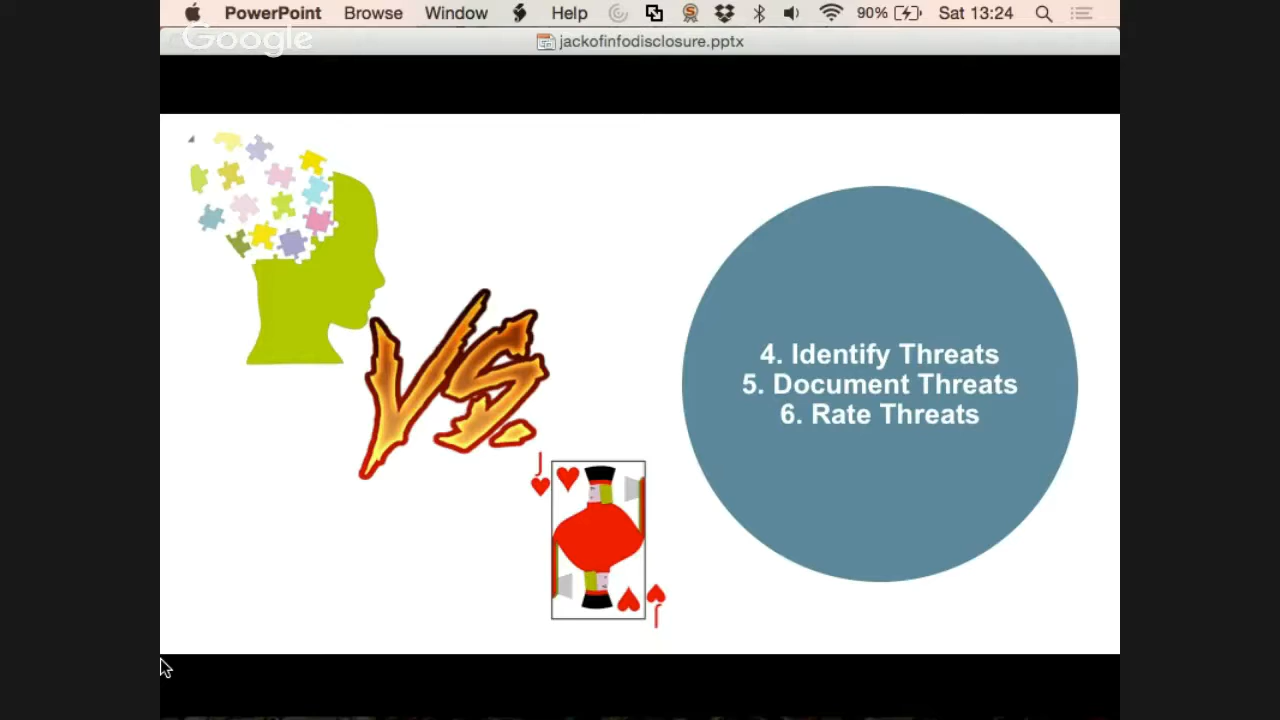 PowerPoint Browse Window Help 90% Sat 13:24
Google
jackofinfodisclosure.pptx
VS.
4. Identify Threats
5. Document Threats
6. Rate Threats
J
J